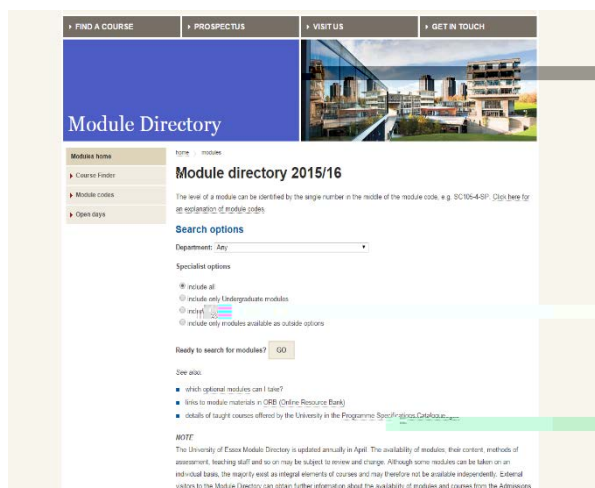 FIND A COURSE
PROSPECTUS
VISIT US
GET IN TOUCH
Module Directory
Modules home
Course Finder
Module codes
Open days
home modules
Module directory 2015/16
The level of a module can be identified by the single number in the middle of the module code, e.g. SC105-4-SP. Click here for
an explanation of module codes.
Search options
Department: Any
Specialist options
include all
include only Undergraduate modules
include only modules available as outside options
Ready to search for modules? GO
See also:
which optional modules can I take?
links to module materials in ORB (Online Resource Bank)
details of taught courses offered by the University in the Programme Specifications Catalogue
NOTE
The University of Essex Module Directory is updated annually in April. The availability of modules, their content, methods of
assessment, teaching staff and so on may be subject to review and change. Although some modules can be taken on an
individual basis, the majority exist as integral elements of courses and may therefore not be available independently. External
visitors to the Module Directory can obtain further information about the availability of modules and courses from the Admissions